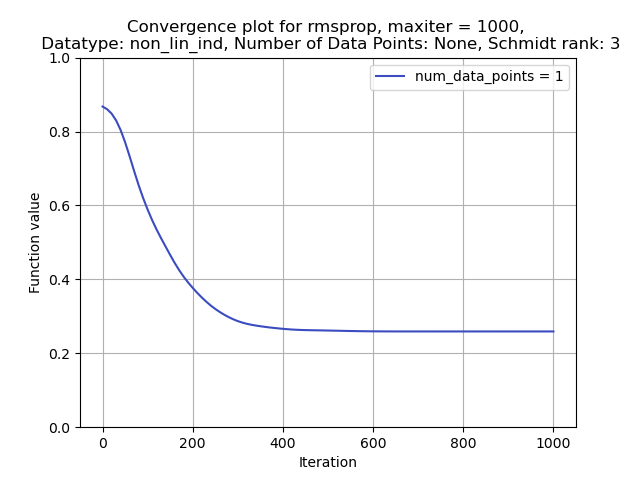 Convergence plot for rmsprop, maxiter = 1000,
Datatype: non_lin_ind, Number of Data Points: None, Schmidt rank: 3
num_data_points = 1
Function value
1.0
0.8
0.6
0.4
0.2
0.0
0 200 400 600 800 1000
Iteration